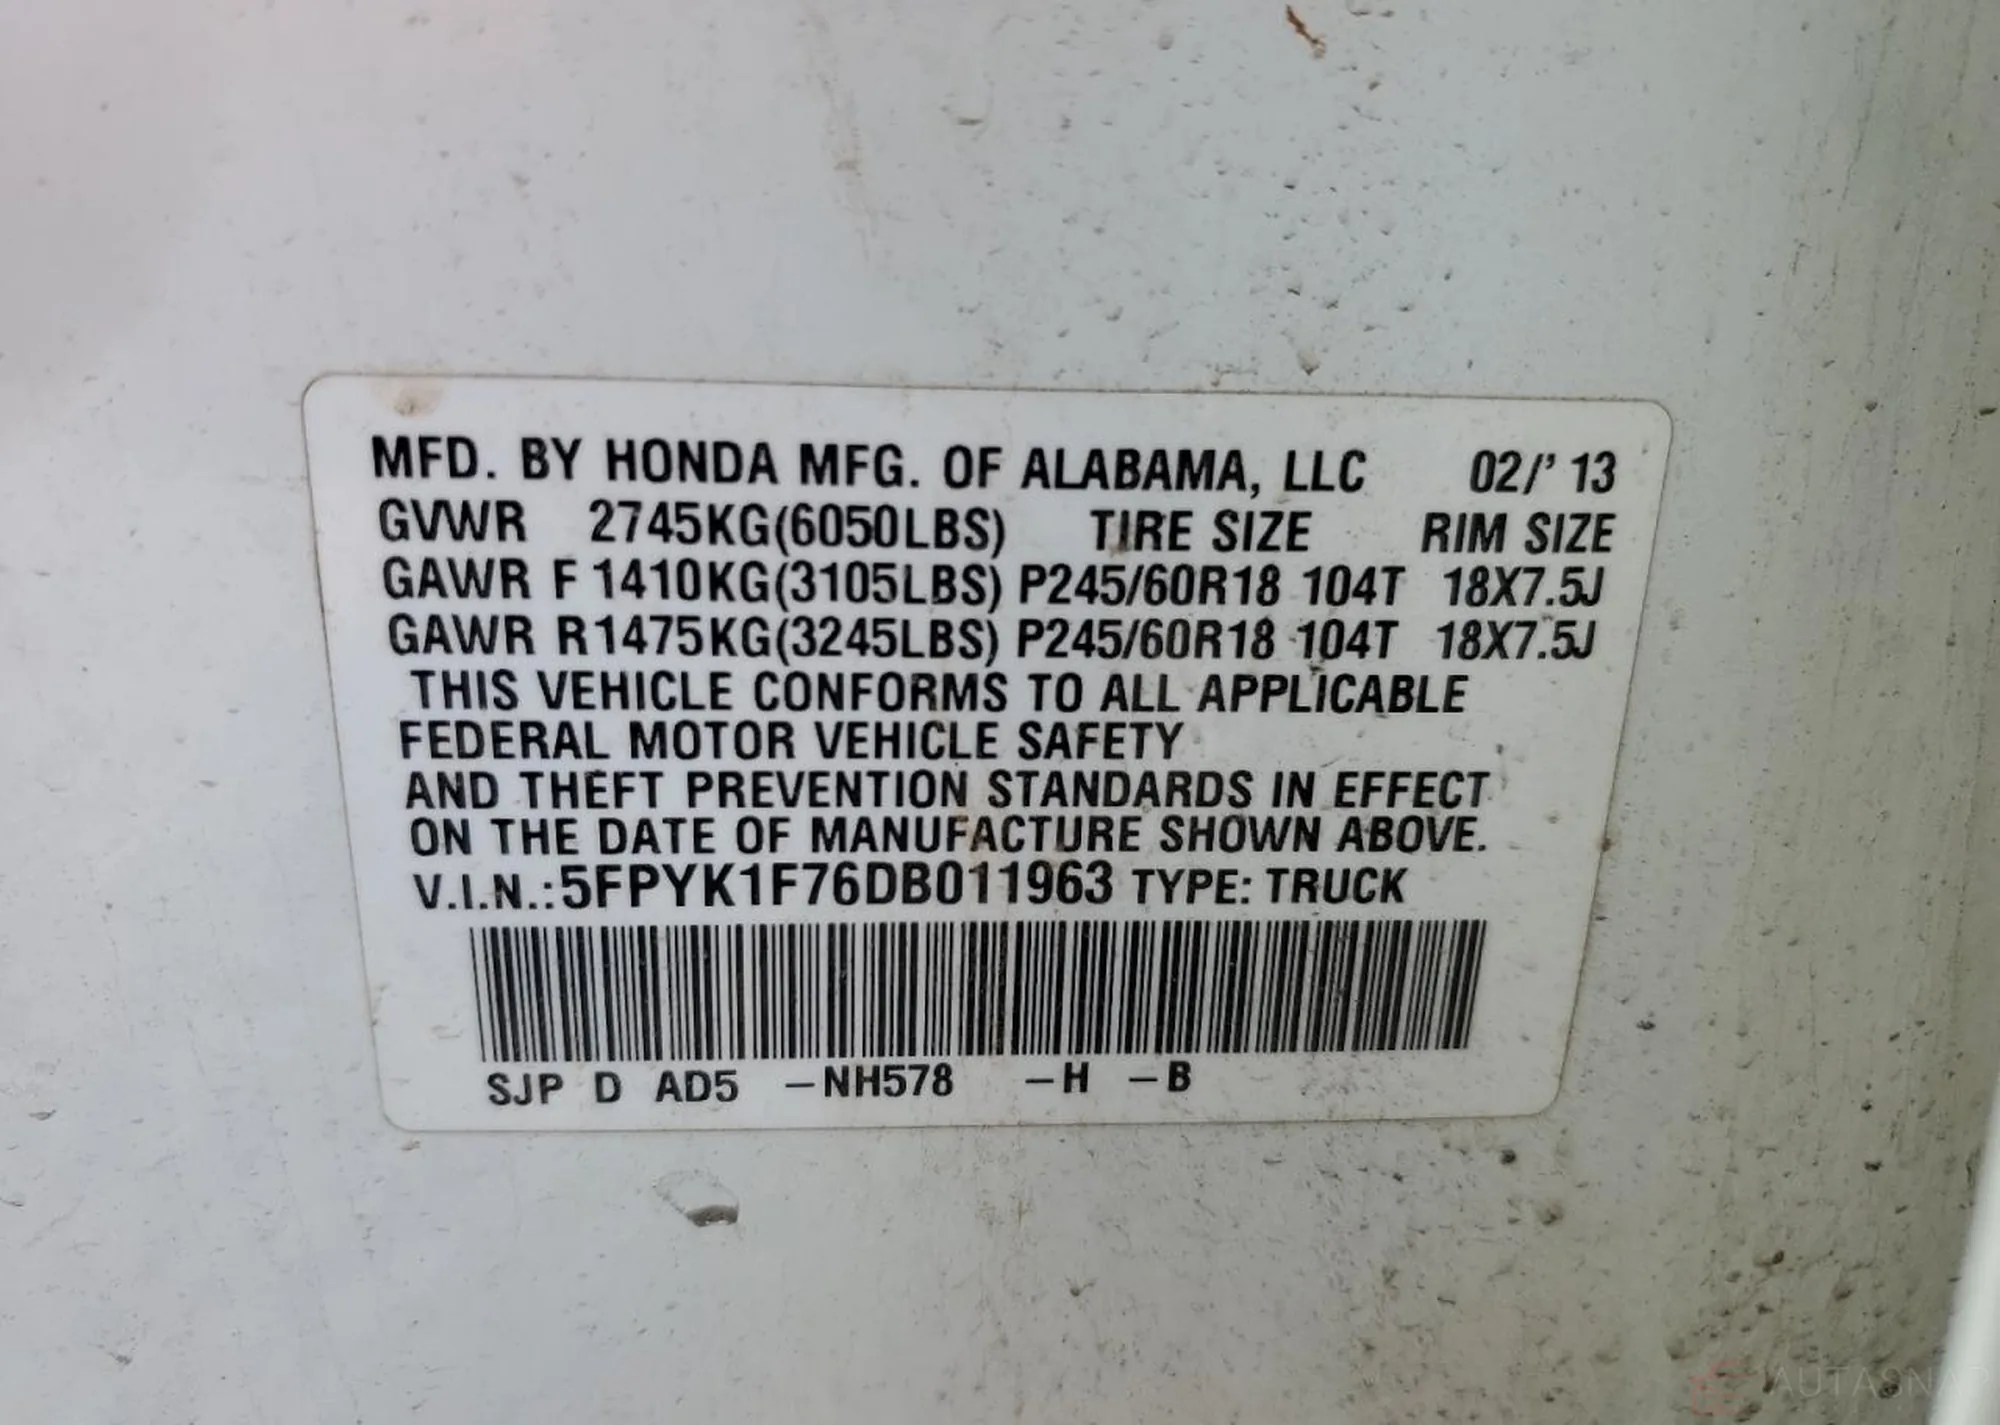 MFD. BY HONDA MFG. OF ALABAMA, LLC 02/' 13
GVWR 2745KG(6050LBS) TIRE SIZE RIM SIZE
GAWR F 1410KG(3105LBS) P245/60R18 104T 18X7.5J
GAWR R 1475KG(3245LBS) P245/60R18 104T 18X7.5J
THIS VEHICLE CONFORMS TO ALL APPLICABLE
FEDERAL MOTOR VEHICLE SAFETY
AND THEFT PREVENTION STANDARDS IN EFFECT
ON THE DATE OF MANUFACTURE SHOWN ABOVE.
V.I.N.:5FPYK1F76DB011963 TYPE: TRUCK
SJP D AD5 –NH578 –H –B